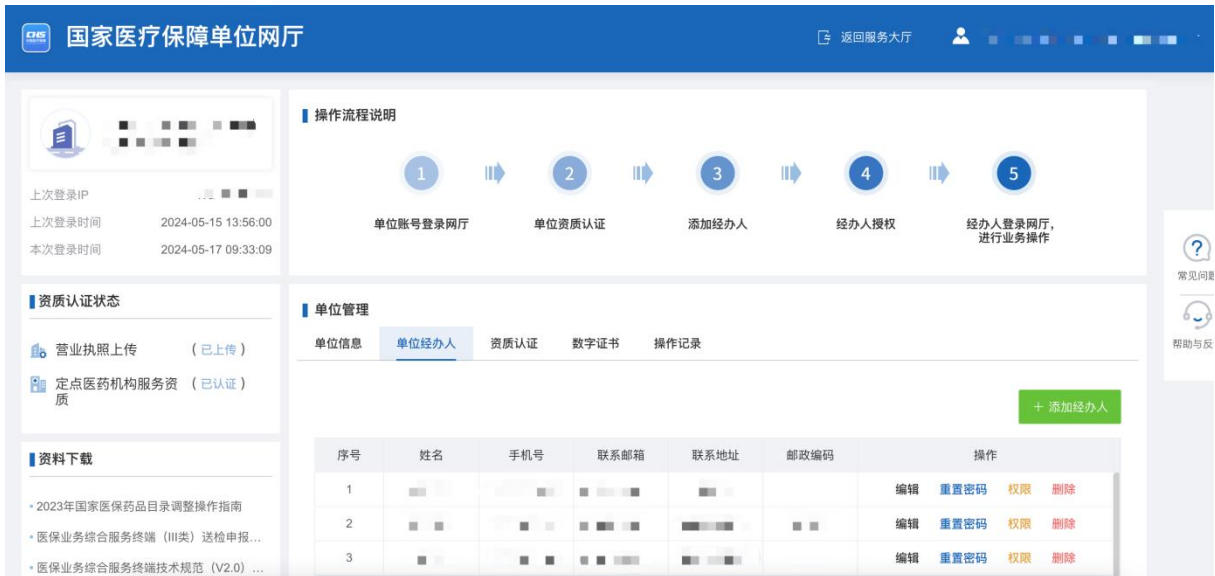 CHS
国家医疗保障单位网厅
返回服务大厅
上次登录IP
上次登录时间 2024-05-15 13:56:00
本次登录时间 2024-05-17 09:33:09
资质认证状态
营业执照上传 (已上传)
定点医药机构服务资 (已认证)
质
资料下载
• 2023年国家医保药品目录调整操作指南
• 医保业务综合服务终端（III类）送检申报...
• 医保业务综合服务终端技术规范（V2.0）...
操作流程说明
1 2 3 4 5
单位账号登录网厅 单位资质认证 添加经办人 经办人授权 经办人登录网厅，
进行业务操作
单位管理
单位信息 单位经办人 资质认证 数字证书 操作记录
+ 添加经办人
序号 姓名 手机号 联系邮箱 联系地址 邮政编码 操作
1 编辑 重置密码 权限 删除
2 编辑 重置密码 权限 删除
3 编辑 重置密码 权限 删除
?
常见问题
帮助与反